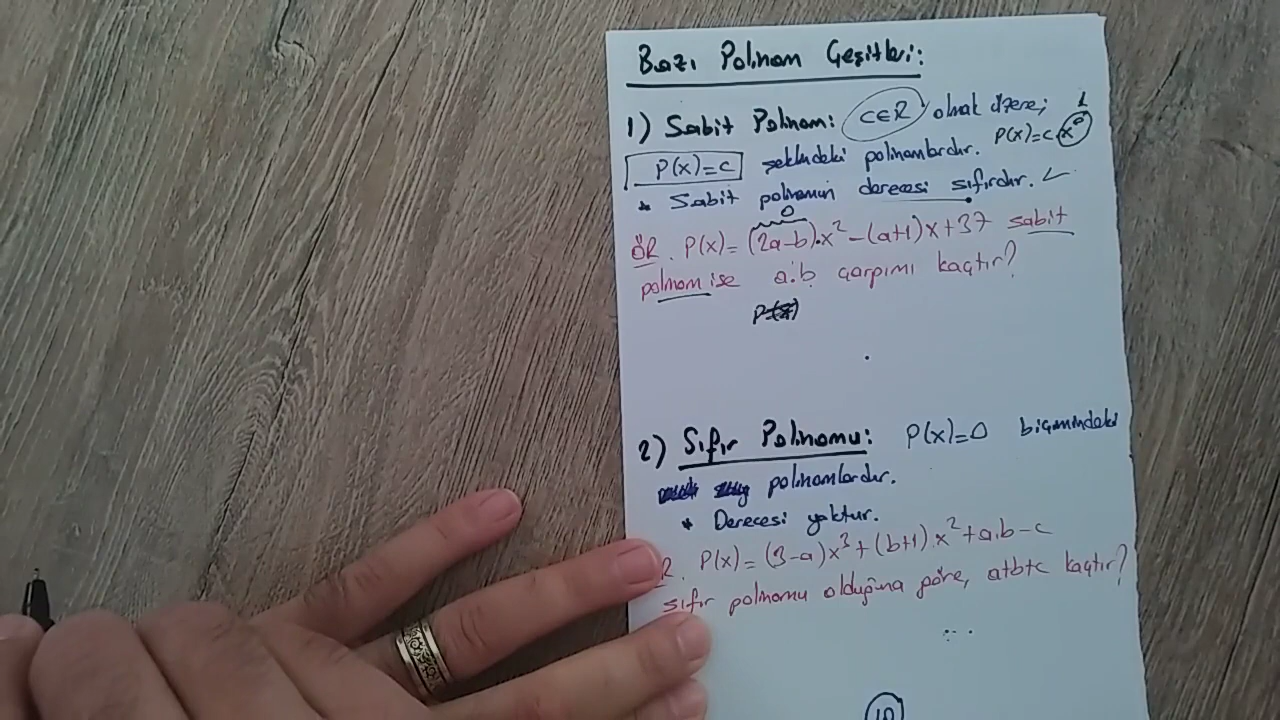 Bazı Polinom Çeşitleri:
1) Sabit Polinom: c∈R olmak üzere;
P(x)=c şeklindeki polinomlardır. P(x)=c.x⁰ 1
* Sabit polinomun derecesi sıfırdır. ✓
0
ÖR. P(x)=(2a-b).x²-(a+1)x+37 sabit
polinom ise a.b çarpımı kaçtır?
2) Sıfır Polinomu: P(x)=0 biçimindeki
polinomlardır.
* Derecesi yoktur.
R. P(x)=(3-a)x³+(b+1).x²+a.b-c
sıfır polinomu olduğuna göre, a+b+c kaçtır?
10